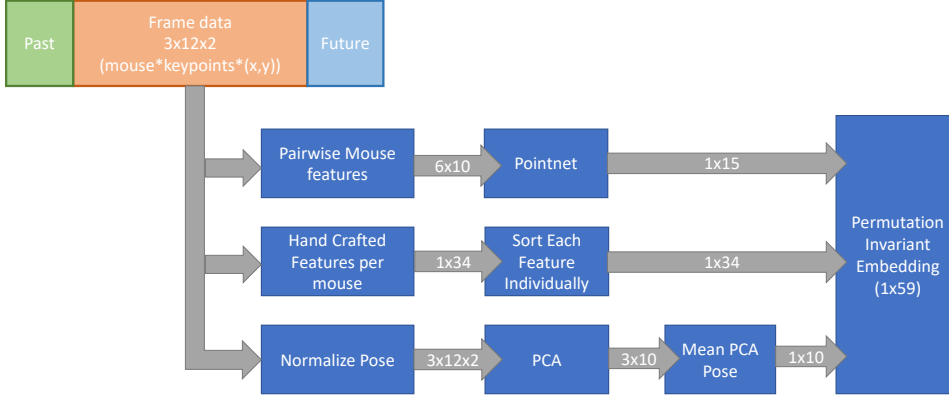 Past
Frame data
3x12x2
(mouse*keypoints*(x,y))
Future
Pairwise Mouse
features
6x10
Pointnet
1x15
Hand Crafted
Features per
mouse
1x34
Sort Each
Feature
Individually
1x34
Normalize Pose
3x12x2
PCA
3x10
Mean PCA
Pose
1x10
Permutation
Invariant
Embedding
(1x59)